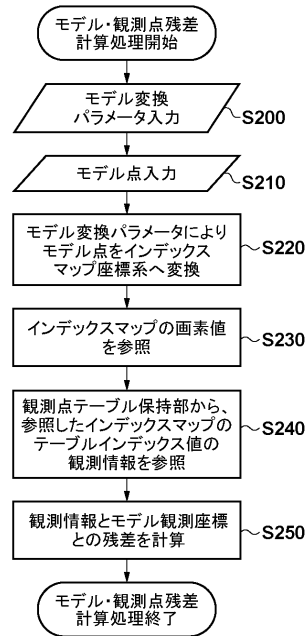 モデル・観測点残差
計算処理開始
モデル変換
パラメータ入力
S200
モデル点入力
S210
モデル変換パラメータにより
モデル点をインデックス
マップ座標系へ変換
S220
インデックスマップの画素値
を参照
S230
観測点テーブル保持部から、
参照したインデックスマップの
テーブルインデックス値の
観測情報を参照
S240
観測情報とモデル観測座標
との残差を計算
S250
モデル・観測点残差
計算処理終了